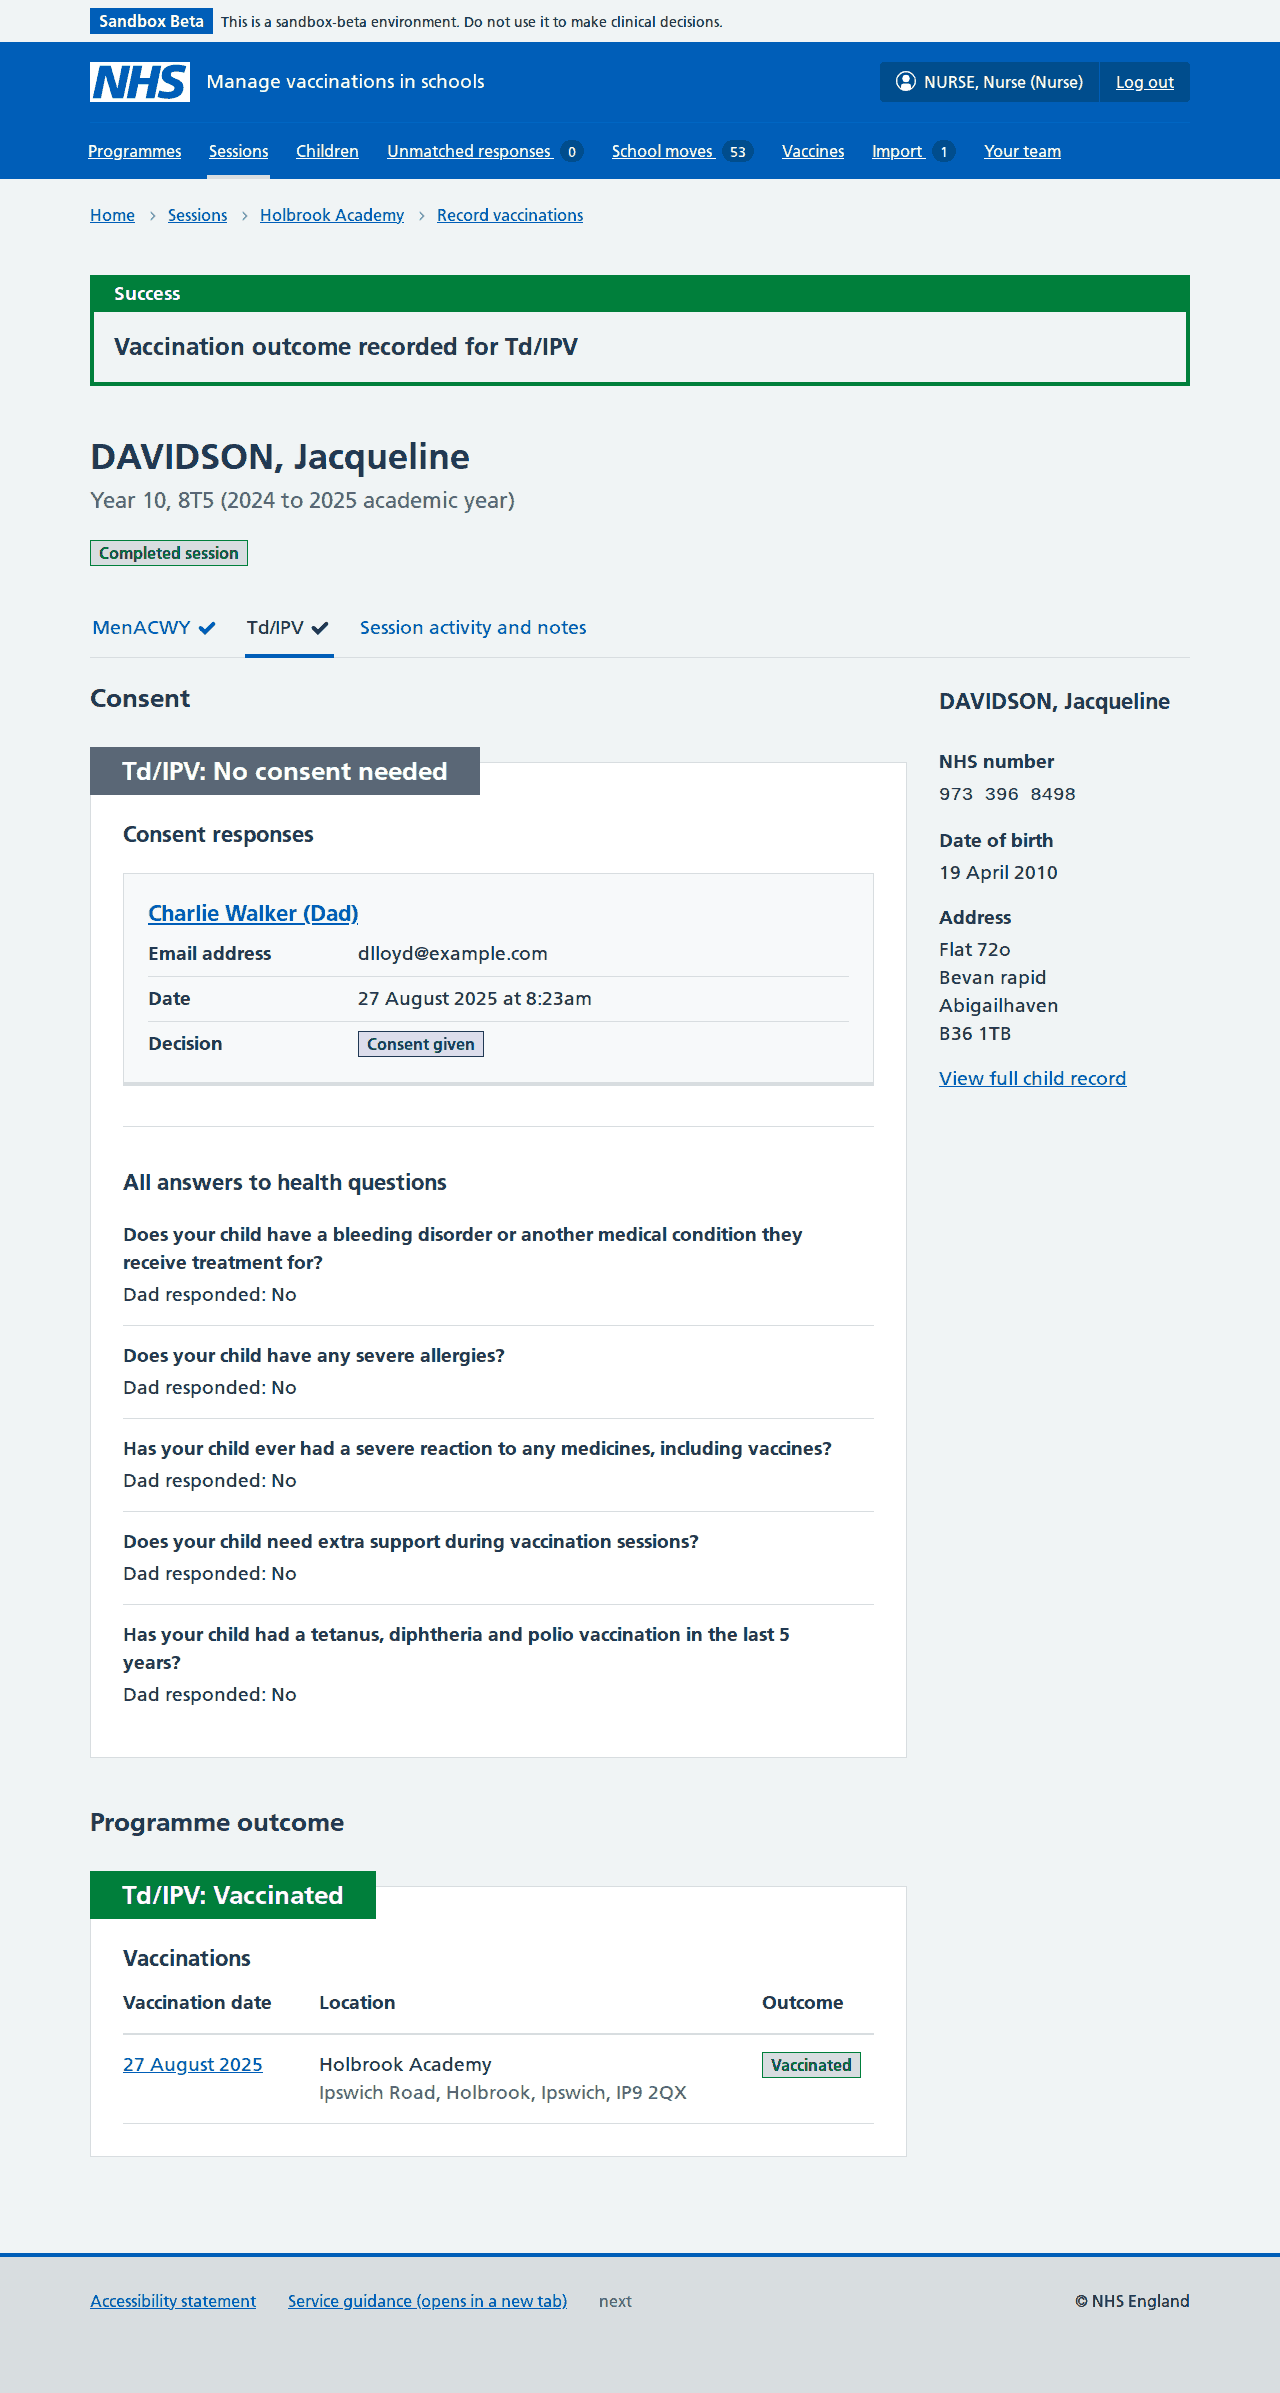 Sandbox Beta This is a sandbox-beta environment. Do not use it to make clinical decisions.
NHS Manage vaccinations in schools NURSE, Nurse (Nurse) Log out
Programmes Sessions Children Unmatched responses 0 School moves 53 Vaccines Import 1 Your team
Home Sessions Holbrook Academy Record vaccinations
Success
Vaccination outcome recorded for Td/IPV
DAVIDSON, Jacqueline
Year 10, 8T5 (2024 to 2025 academic year)
Completed session
MenACWY Td/IPV Session activity and notes
Consent
Td/IPV: No consent needed
Consent responses
Charlie Walker (Dad)
Email address dlloyd@example.com
Date 27 August 2025 at 8:23am
Decision Consent given
All answers to health questions
Does your child have a bleeding disorder or another medical condition they
receive treatment for?
Dad responded: No
Does your child have any severe allergies?
Dad responded: No
Has your child ever had a severe reaction to any medicines, including vaccines?
Dad responded: No
Does your child need extra support during vaccination sessions?
Dad responded: No
Has your child had a tetanus, diphtheria and polio vaccination in the last 5
years?
Dad responded: No
DAVIDSON, Jacqueline
NHS number
973 396 8498
Date of birth
19 April 2010
Address
Flat 72o
Bevan rapid
Abigailhaven
B36 1TB
View full child record
Programme outcome
Td/IPV: Vaccinated
Vaccinations
Vaccination date Location Outcome
27 August 2025 Holbrook Academy Vaccinated
Ipswich Road, Holbrook, Ipswich, IP9 2QX
Accessibility statement Service guidance (opens in a new tab) next © NHS England